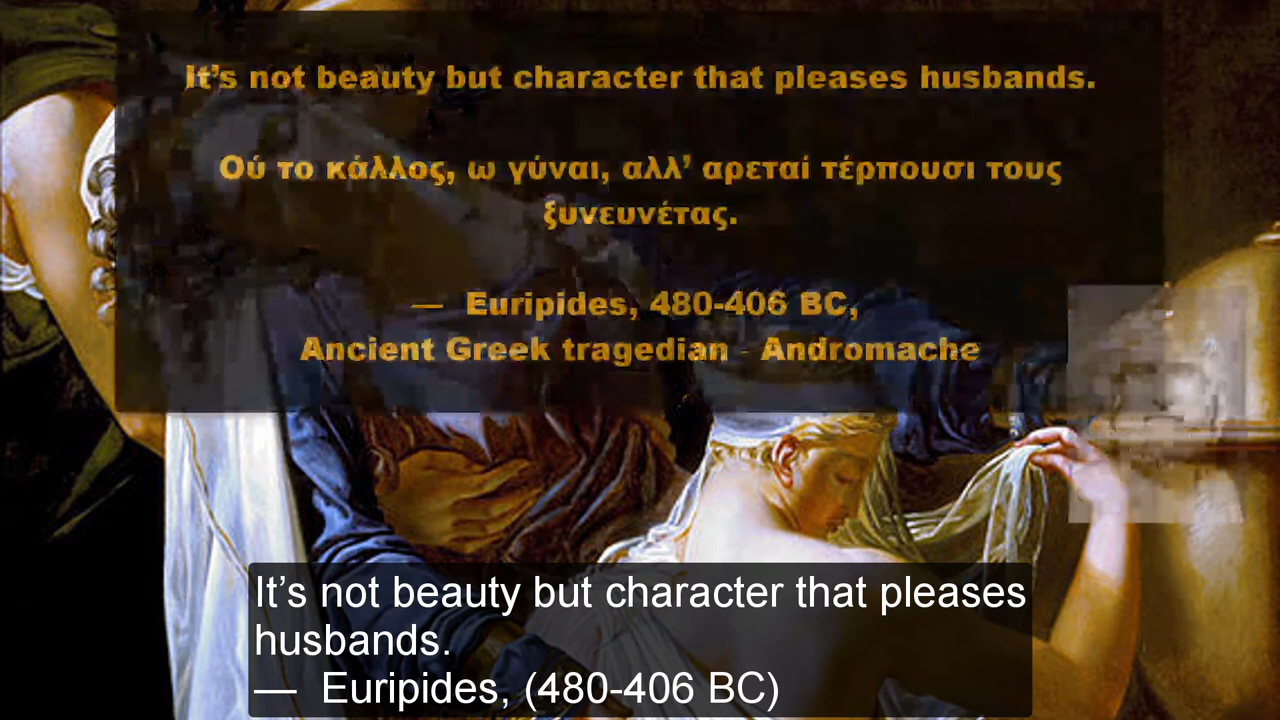 It’s not beauty but character that pleases husbands.
Ού το κάλλος, ω γύναι, αλλ’ αρεταί τέρπουσι τους
ξυνευνέτας.
— Euripides, 480-406 BC,
Ancient Greek tragedian - Andromache
It’s not beauty but character that pleases
husbands.
— Euripides, (480-406 BC)